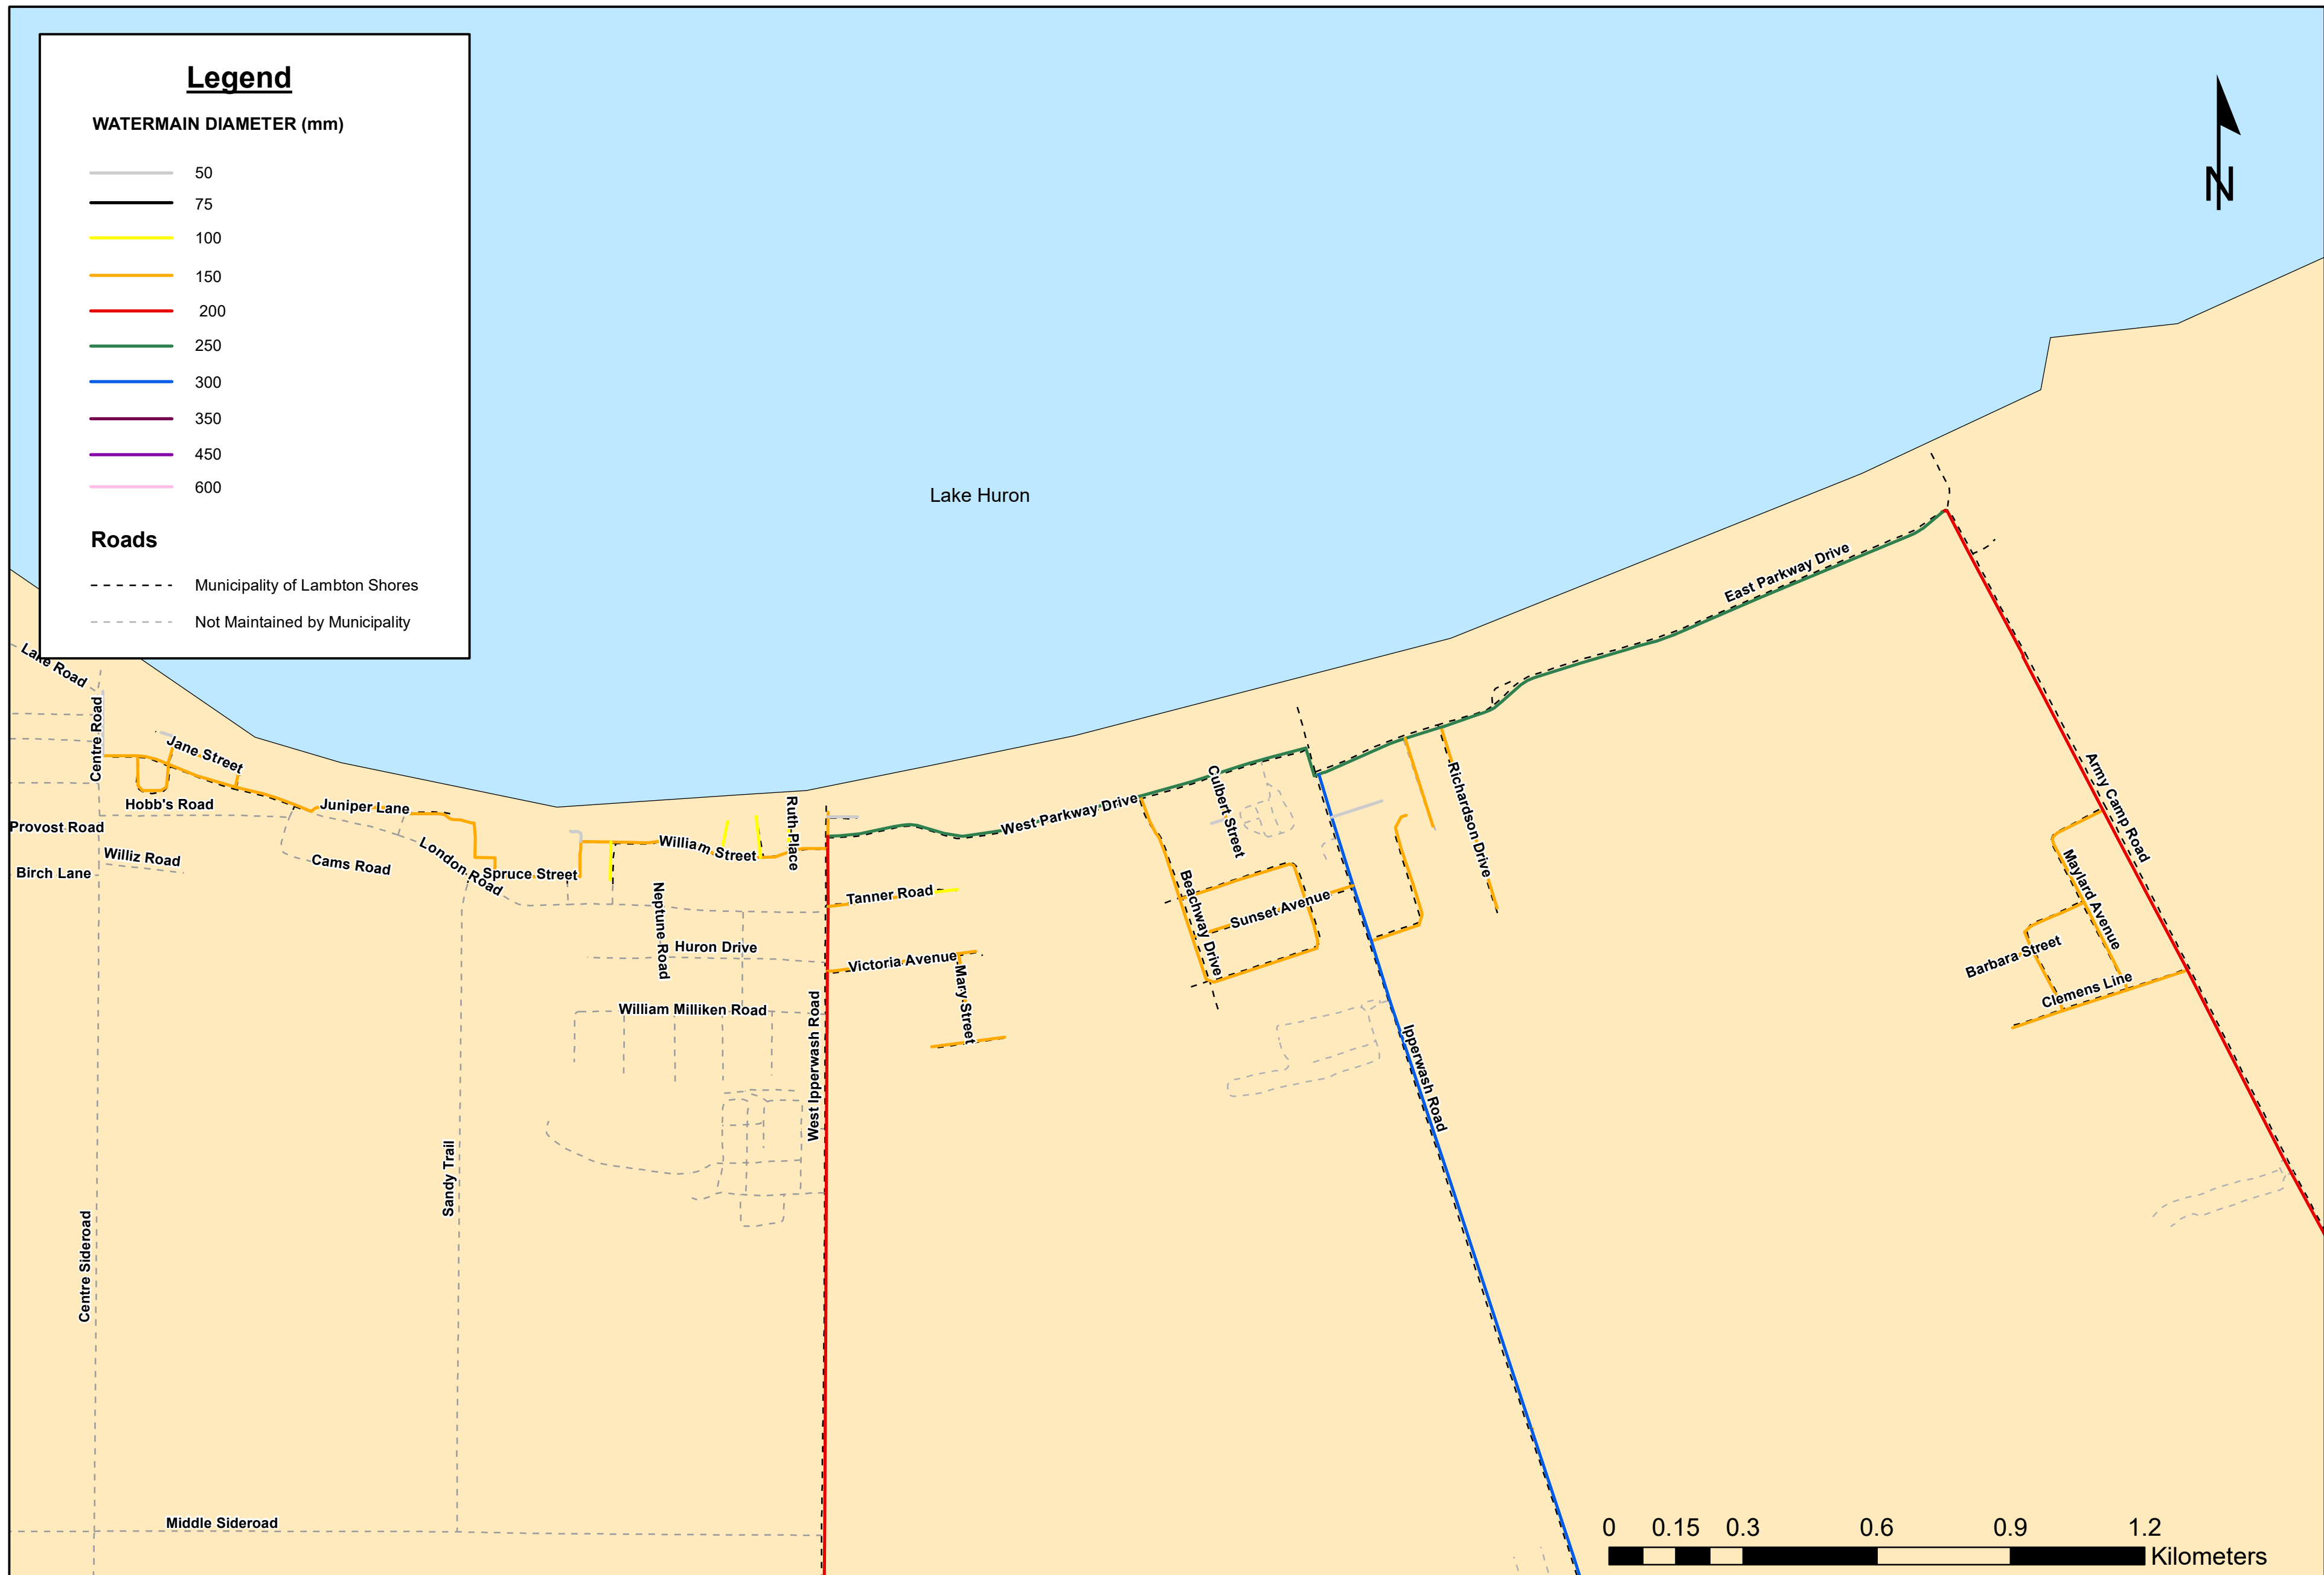 Legend
WATERMAIN DIAMETER (mm)
50
75
100
150
200
250
300
350
450
600
Roads
Municipality of Lambton Shores
Not Maintained by Municipality
N
Lake Huron
East Parkway Drive
Lake Road
Centre Road
Jane Street
Hobb's Road
Juniper Lane
Provost Road
Williz Road
Birch Lane
Cams Road
London Road
Spruce Street
William Street
Ruth Place
Neptune Road
Huron Drive
William Milliken Road
West Ipperwash Road
Tanner Road
Victoria Avenue
Mary Street
West Parkway Drive
Culbert Street
Beachway Drive
Sunset Avenue
Richardson Drive
Ipperwash Road
Army Camp Road
Maylard Avenue
Barbara Street
Clemens Line
Sandy Trail
Centre Sideroad
Middle Sideroad
0 0.15 0.3 0.6 0.9 1.2
Kilometers